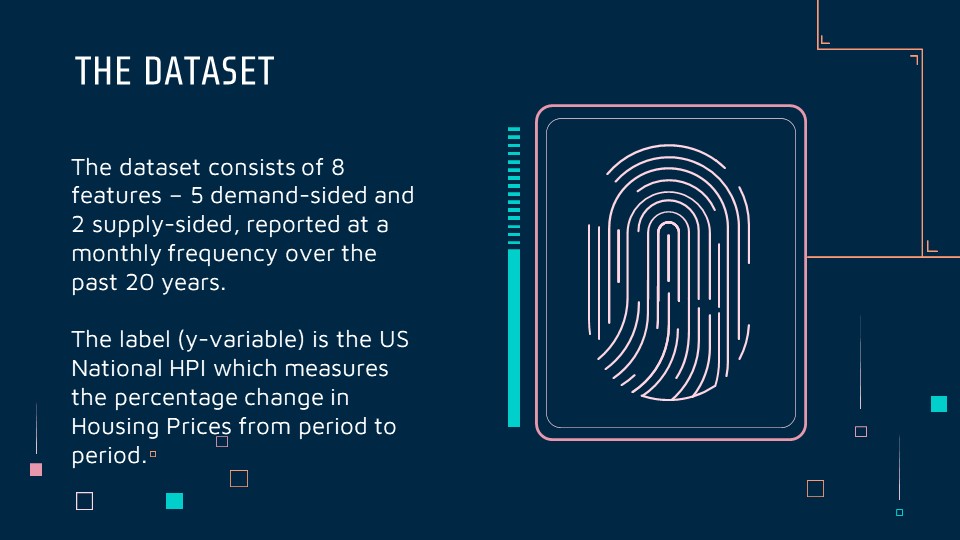 THE DATASET
The dataset consists of 8
features – 5 demand-sided and
2 supply-sided, reported at a
monthly frequency over the
past 20 years.
The label (y-variable) is the US
National HPI which measures
the percentage change in
Housing Prices from period to
period.